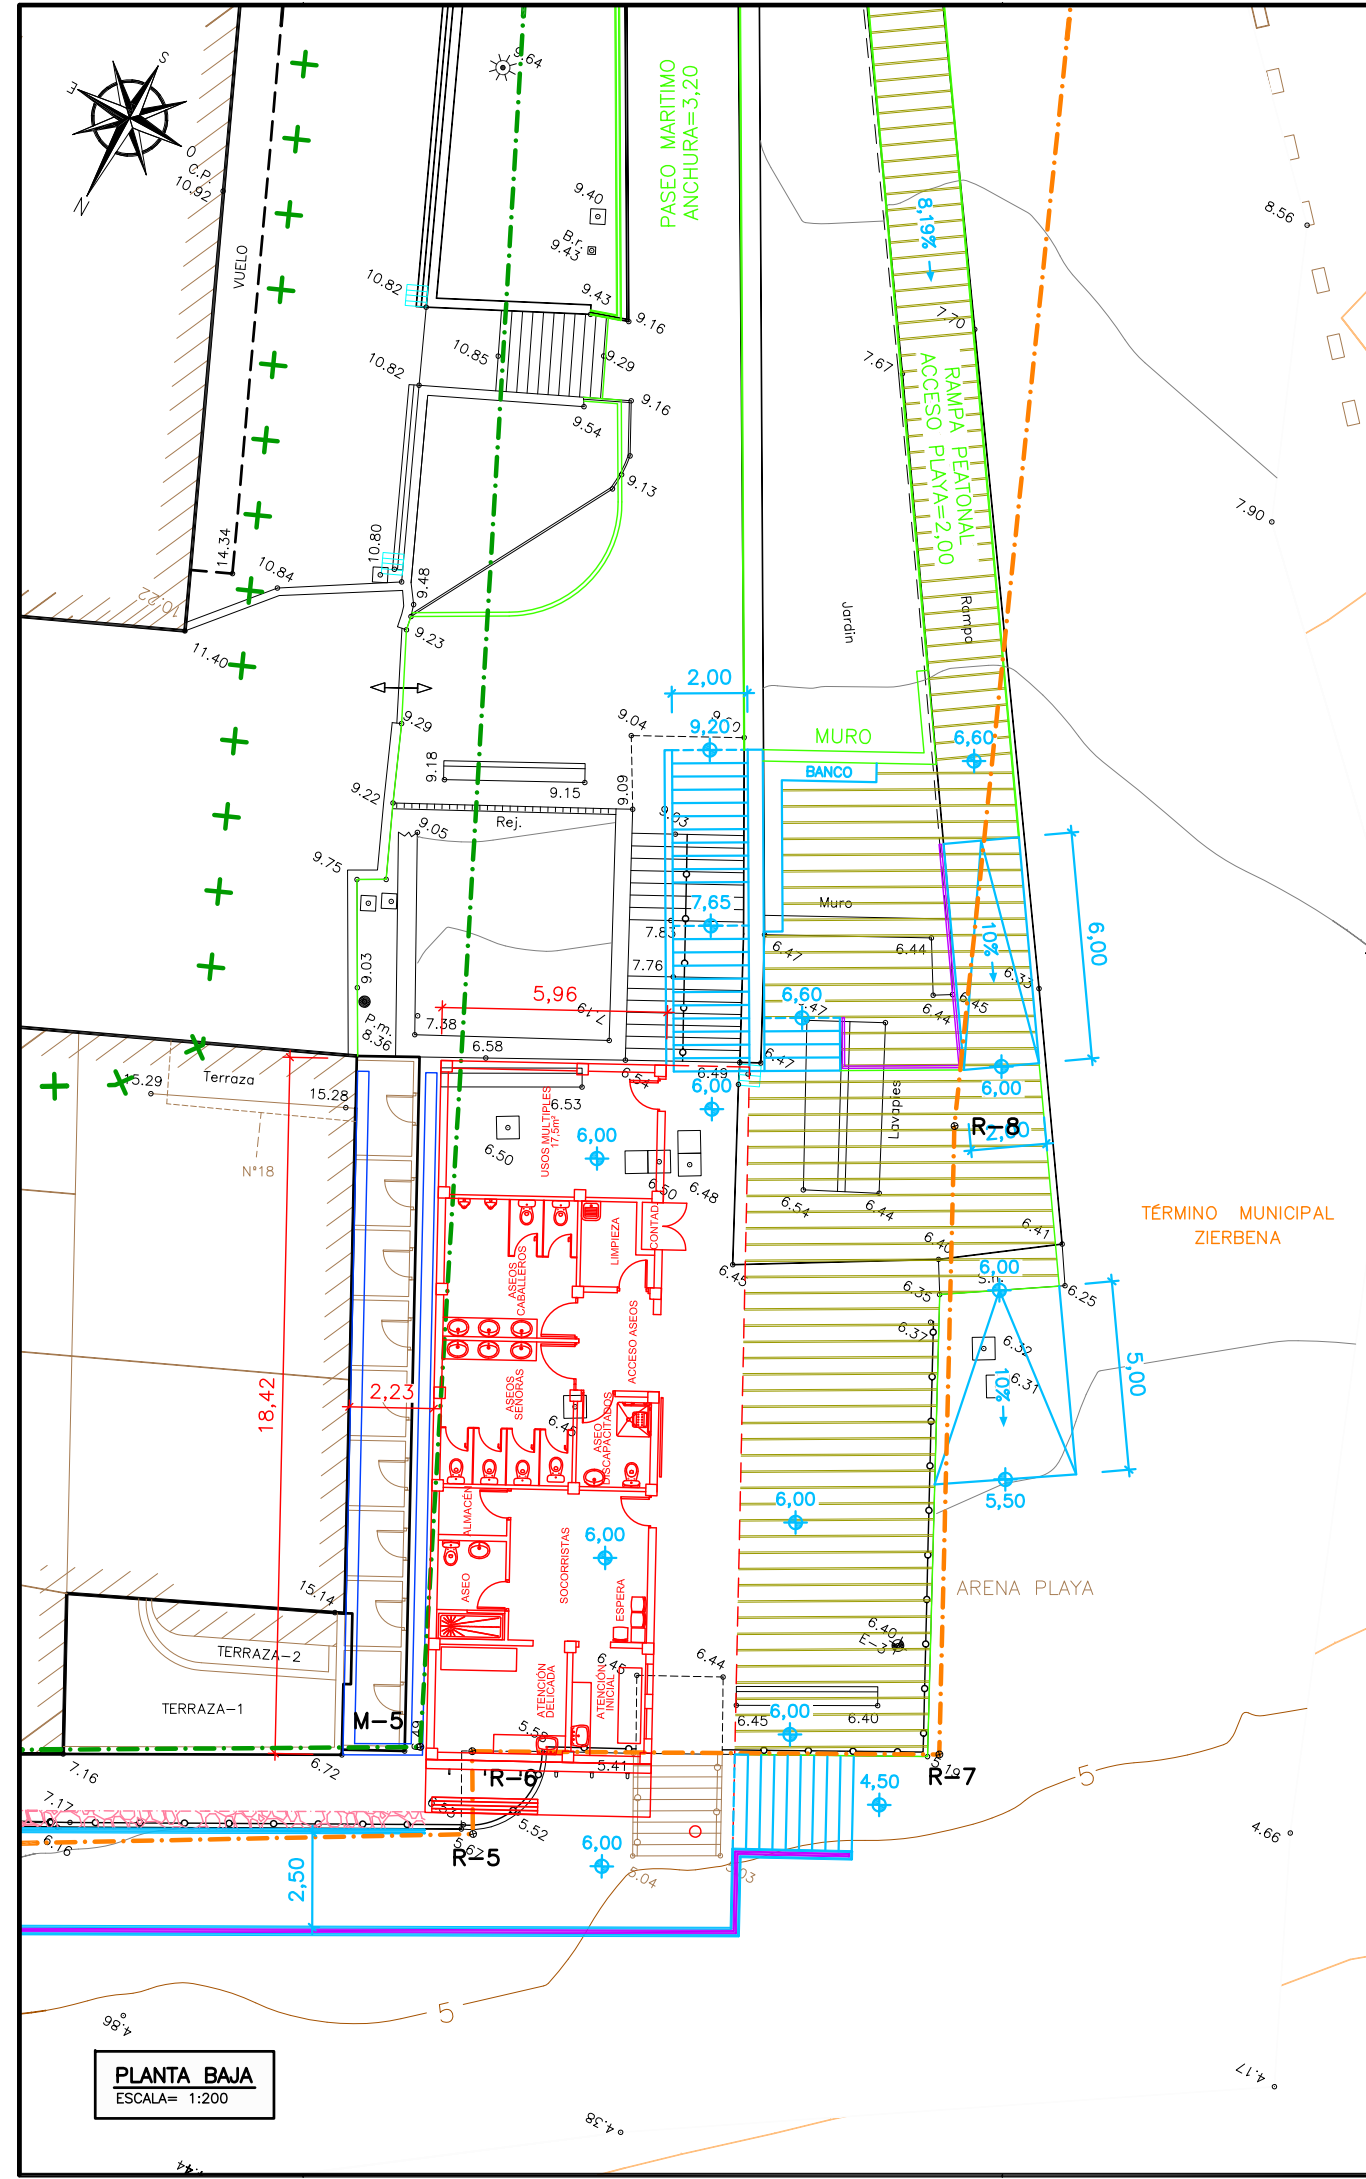 S
E
O
N
C.P.
10.92
VUELO
9.64
PASEO MARITIMO
ANCHURA=3,20
9.40
B.r.
9.43
10.82
9.43
9.16
10.85
9.29
10.82
9.16
9.54
9.13
8,19%
8.56
7.70
7.67
RAMPA PEATONAL
ACCESO PLAYA=2,00
7.90
14.34
10.84
10.80
9.48
10.22
9.23
11.40
Jardin
Rampa
9.29
2,00
9.04
9.20
MURO
6,60
BANCO
9.18
9.15
9.09
9.22
Rej.
9.05
9.03
9.75
7,65
Muro
7.83
6.47
6.44
10%
6,00
7.76
6.33
6.45
6.44
9.03
P.m.
8.36
5,96
7.38
7.19
6,60
6.58
6.54
6.49
6.47
6,00
15.29
Terraza
15.28
Nº18
6.53
6,00
USOS MULTIPLES
17,5m²
6,00
6.50
6.50
6.48
Lavapies
R-8
2,00
6.54
6.44
TÉRMINO MUNICIPAL
ZIERBENA
LIMPIEZA
ASEOS
CABALLEROS
6.41
6.40
6.45
6,00
6.35
6.25
ACCESO ASEOS
6.37
6.32
6.31
10%
5,00
18,42
2,23
ASEOS
SEÑORAS
ASEO
DISCAPACITADOS
5,50
ALMACÉN
6,00
6,00
SOCORRISTAS
ASEO
ESPERA
ARENA PLAYA
15.14
6.40
TERRAZA-2
TERRAZA-1
M-5
6.45
6.44
ATENCIÓN
DELICADA
ATENCIÓN
INICIAL
6,00
6.45
6.40
5.41
7.16
6.72
R-6
R-7
5
4,50
7.17
6.16
5.52
R-5
6,00
4.66
2,50
5
4.86
PLANTA BAJA
ESCALA= 1:200
4.17
4.38